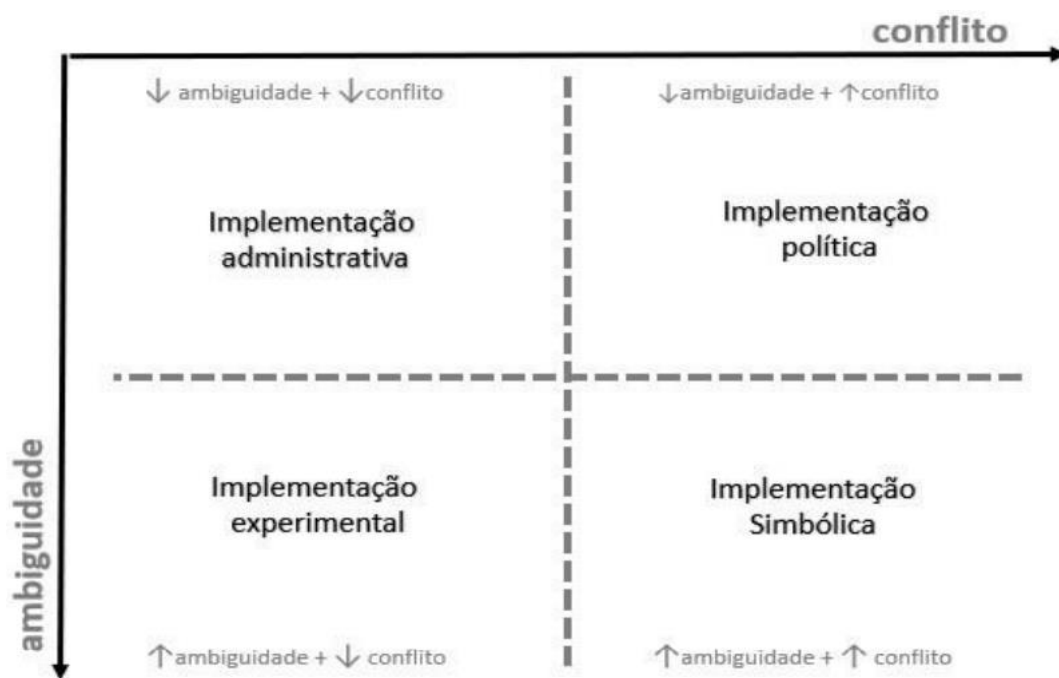 conflito
↓ ambiguidade + ↓conflito
↓ambiguidade + ↑conflito
Implementação
administrativa
Implementação
política
ambiguidade
Implementação
experimental
Implementação
Simbólica
↑ambiguidade + ↓ conflito
↑ambiguidade + ↑ conflito